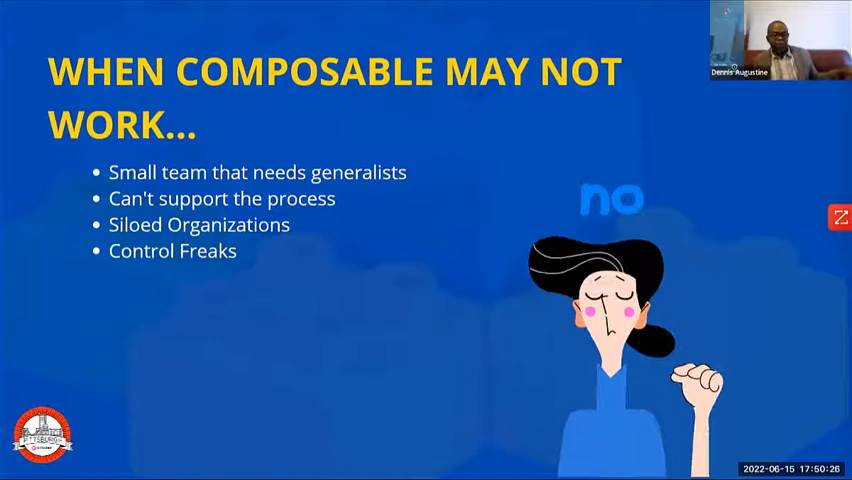 WHEN COMPOSABLE MAY NOT
WORK...
Small team that needs generalists
Can't support the process
Siloed Organizations
Control Freaks
no
Dennis Augustine
PITTSBURGH
2022-06-15 17:50:26